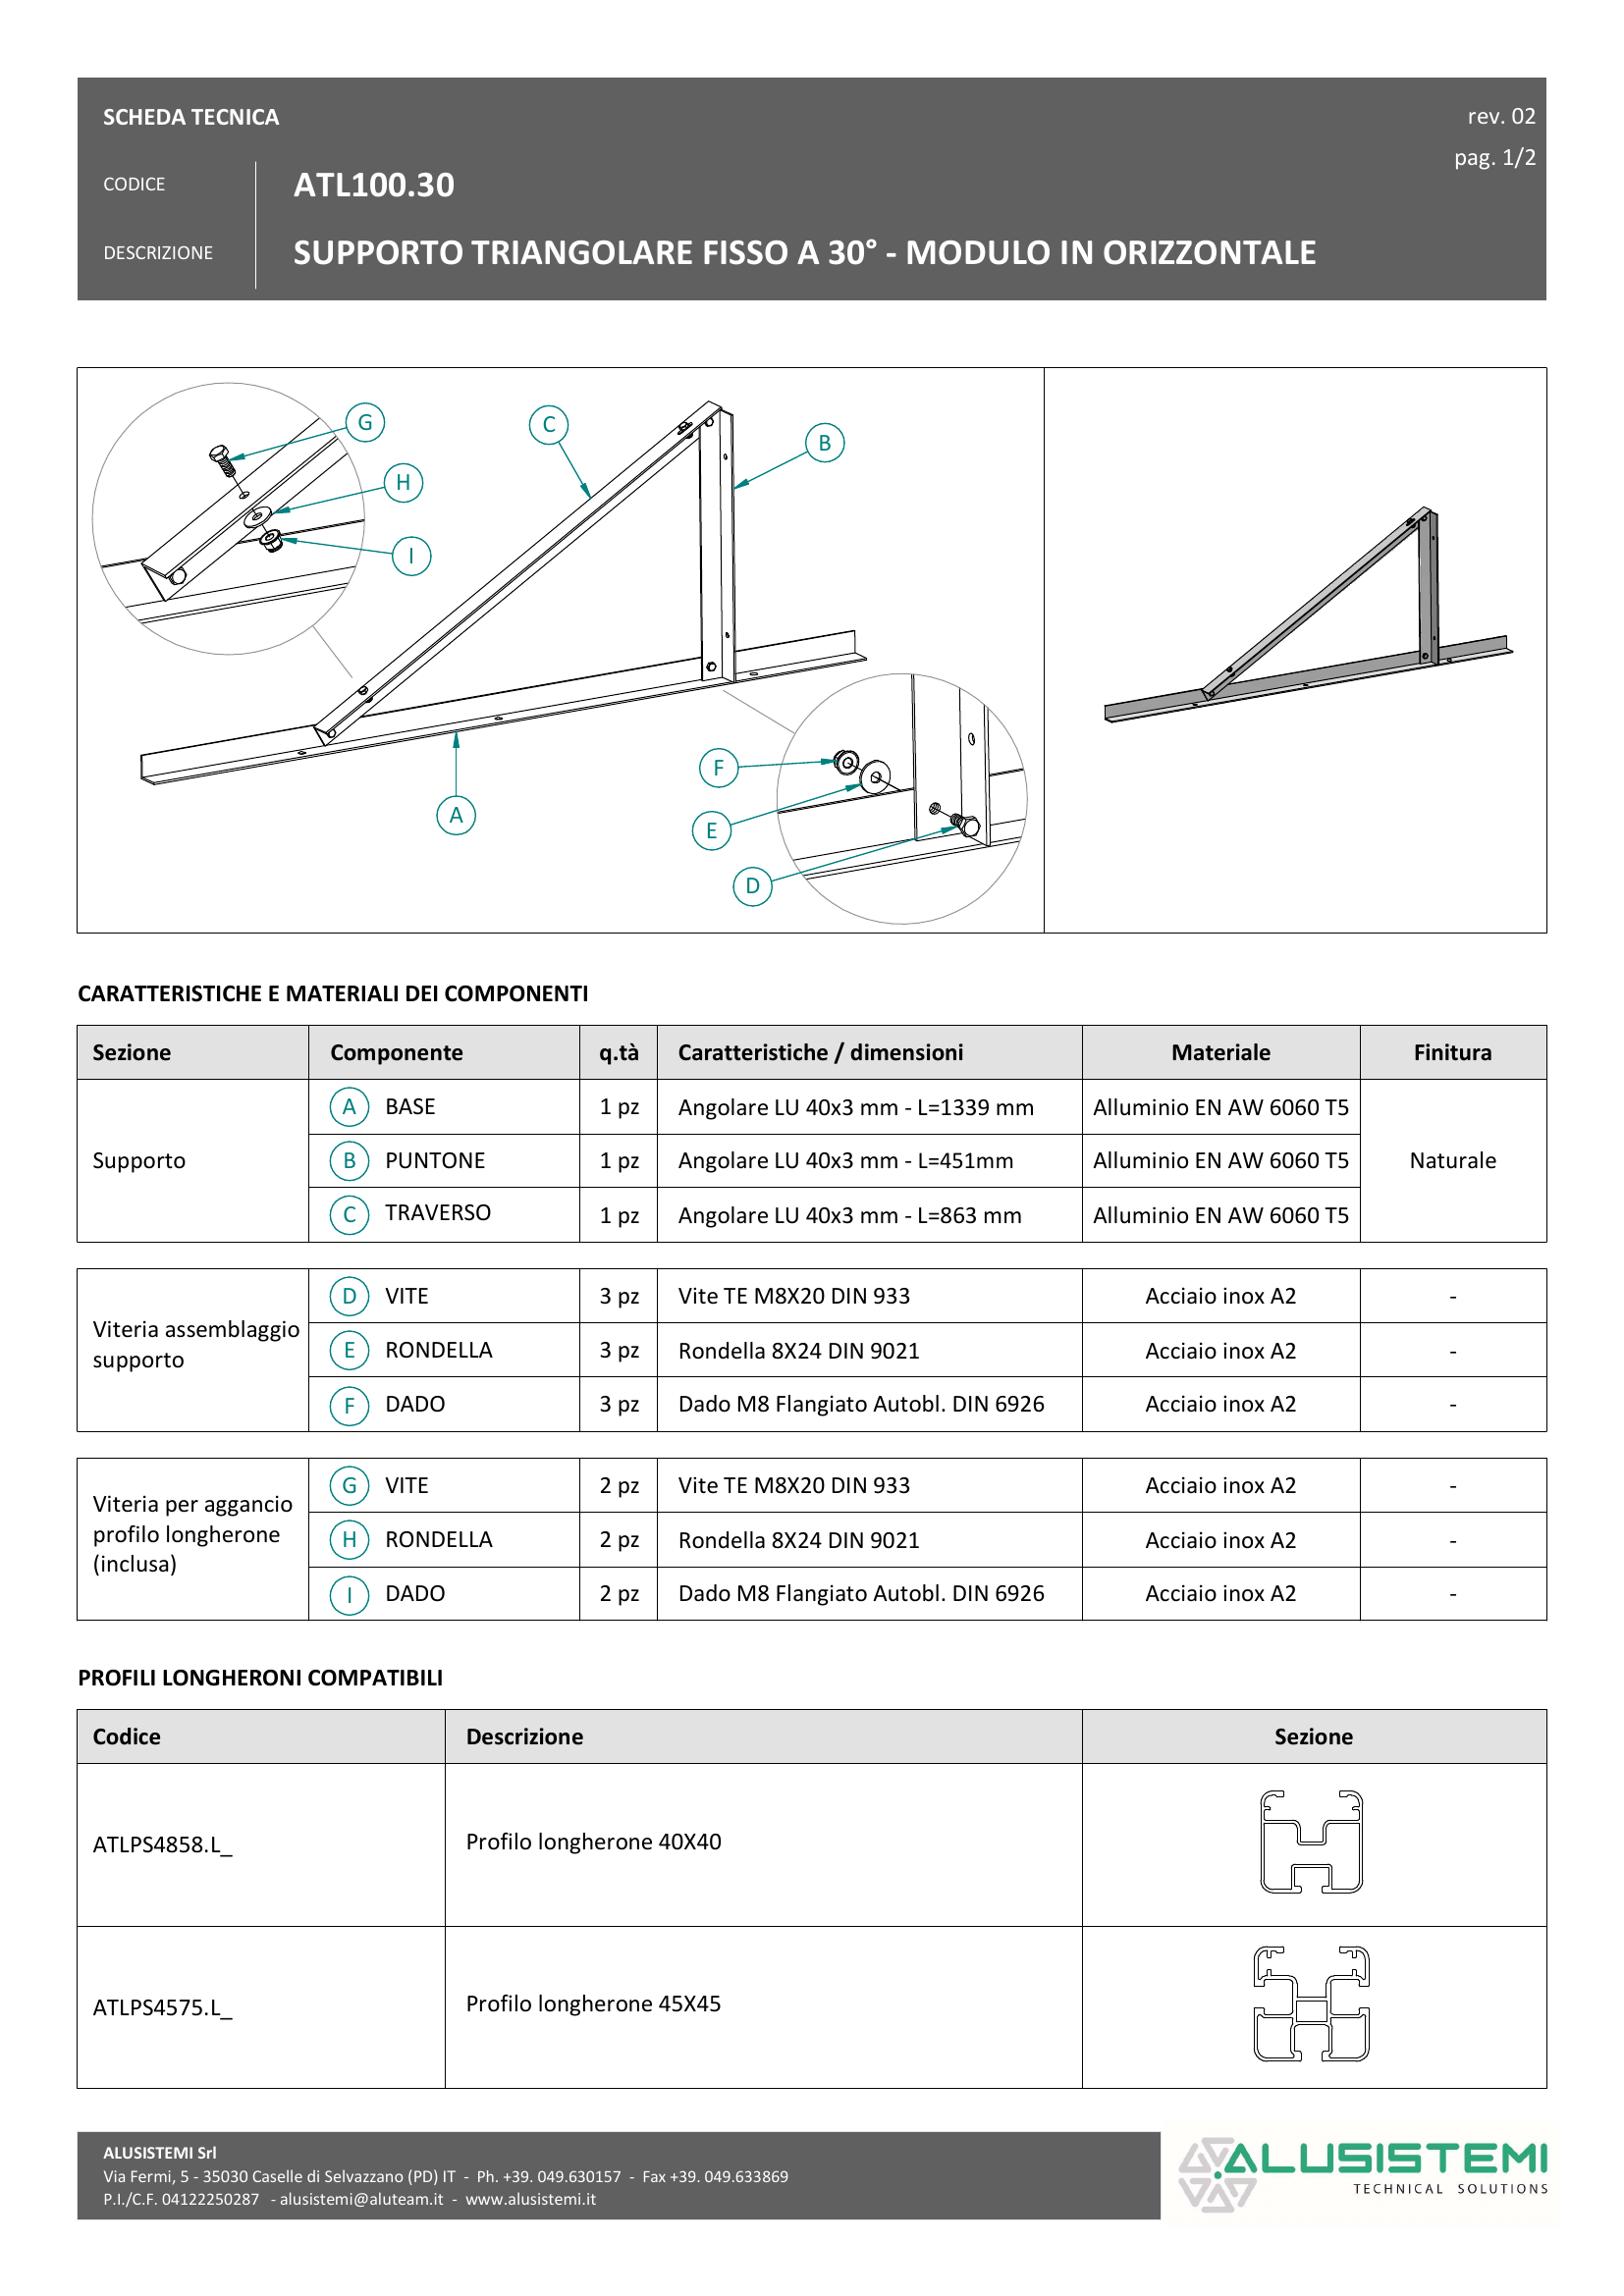 SCHEDA TECNICA
rev. 02
pag. 1/2
CODICE
ATL100.30
DESCRIZIONE
SUPPORTO TRIANGOLARE FISSO A 30° - MODULO IN ORIZZONTALE
G
H
I
C
B
A
F
E
D
CARATTERISTICHE E MATERIALI DEI COMPONENTI
Sezione Componente q.tà Caratteristiche / dimensioni Materiale Finitura
Supporto
A BASE 1 pz Angolare LU 40x3 mm - L=1339 mm Alluminio EN AW 6060 T5
B PUNTONE 1 pz Angolare LU 40x3 mm - L=451mm Alluminio EN AW 6060 T5
Naturale
C TRAVERSO 1 pz Angolare LU 40x3 mm - L=863 mm Alluminio EN AW 6060 T5
Viteria assemblaggio
supporto
D VITE 3 pz Vite TE M8X20 DIN 933 Acciaio inox A2 -
E RONDELLA 3 pz Rondella 8X24 DIN 9021 Acciaio inox A2 -
F DADO 3 pz Dado M8 Flangiato Autobl. DIN 6926 Acciaio inox A2 -
Viteria per aggancio
profilo longherone
(inclusa)
G VITE 2 pz Vite TE M8X20 DIN 933 Acciaio inox A2 -
H RONDELLA 2 pz Rondella 8X24 DIN 9021 Acciaio inox A2 -
I DADO 2 pz Dado M8 Flangiato Autobl. DIN 6926 Acciaio inox A2 -
PROFILI LONGHERONI COMPATIBILI
Codice Descrizione Sezione
ATLPS4858.L_ Profilo longherone 40X40
ATLPS4575.L_ Profilo longherone 45X45
ALUSISTEMI Srl
Via Fermi, 5 - 35030 Caselle di Selvazzano (PD) IT - Ph. +39. 049.630157 - Fax +39. 049.633869
P.I./C.F. 04122250287 - alusistemi@aluteam.it - www.alusistemi.it
ALUSISTEMI
TECHNICAL SOLUTIONS